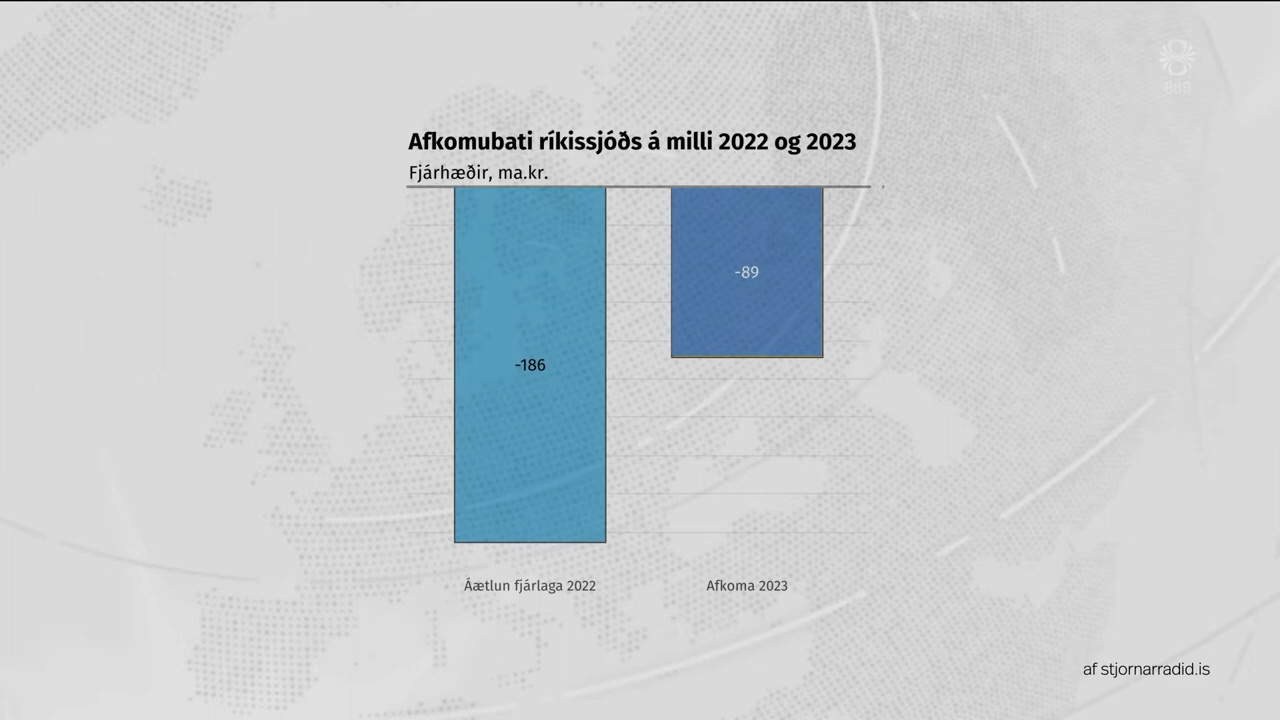 Afkomubati ríkissjóðs á milli 2022 og 2023
Fjárhæðir, ma.kr.
-89
-186
Áætlun fjárlaga 2022
Afkoma 2023
af stjornarradid.is